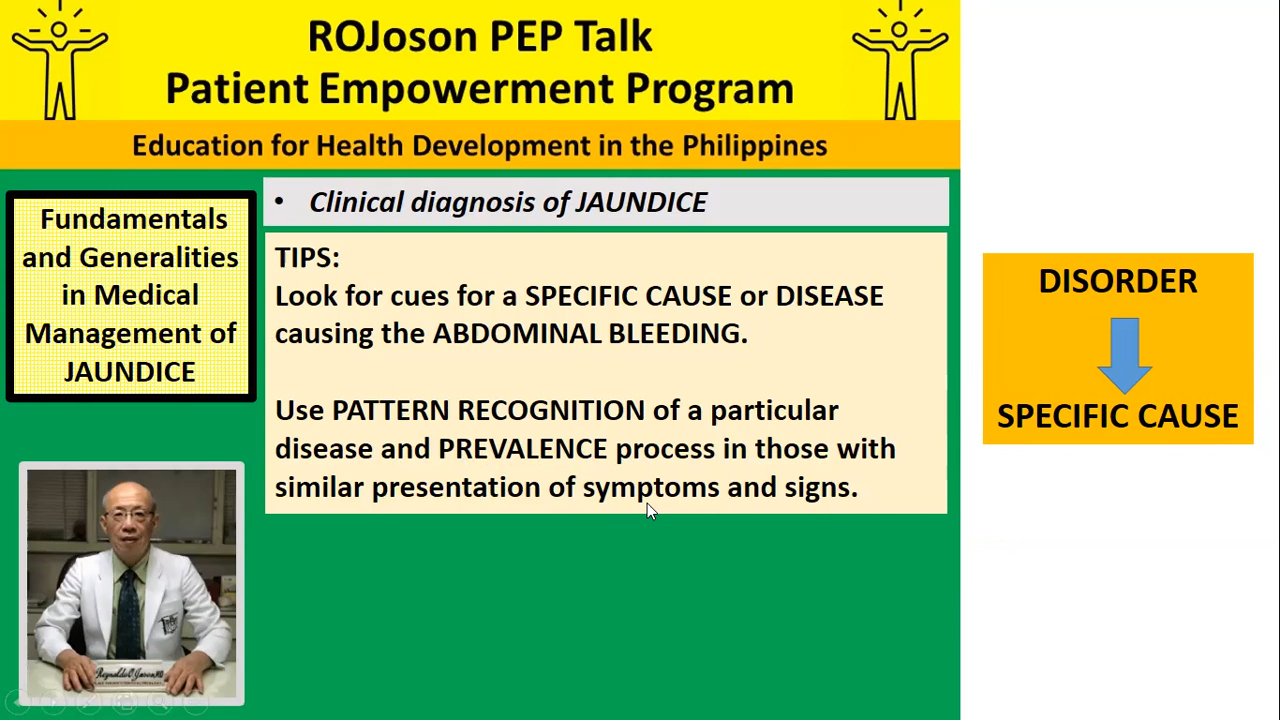 ROJoson PEP Talk
Patient Empowerment Program
Education for Health Development in the Philippines
Fundamentals
and Generalities
in Medical
Management of
JAUNDICE
• Clinical diagnosis of JAUNDICE
TIPS:
Look for cues for a SPECIFIC CAUSE or DISEASE
causing the ABDOMINAL BLEEDING.
Use PATTERN RECOGNITION of a particular
disease and PREVALENCE process in those with
similar presentation of symptoms and signs.
DISORDER
SPECIFIC CAUSE
Reynaldo O. Joson, MD